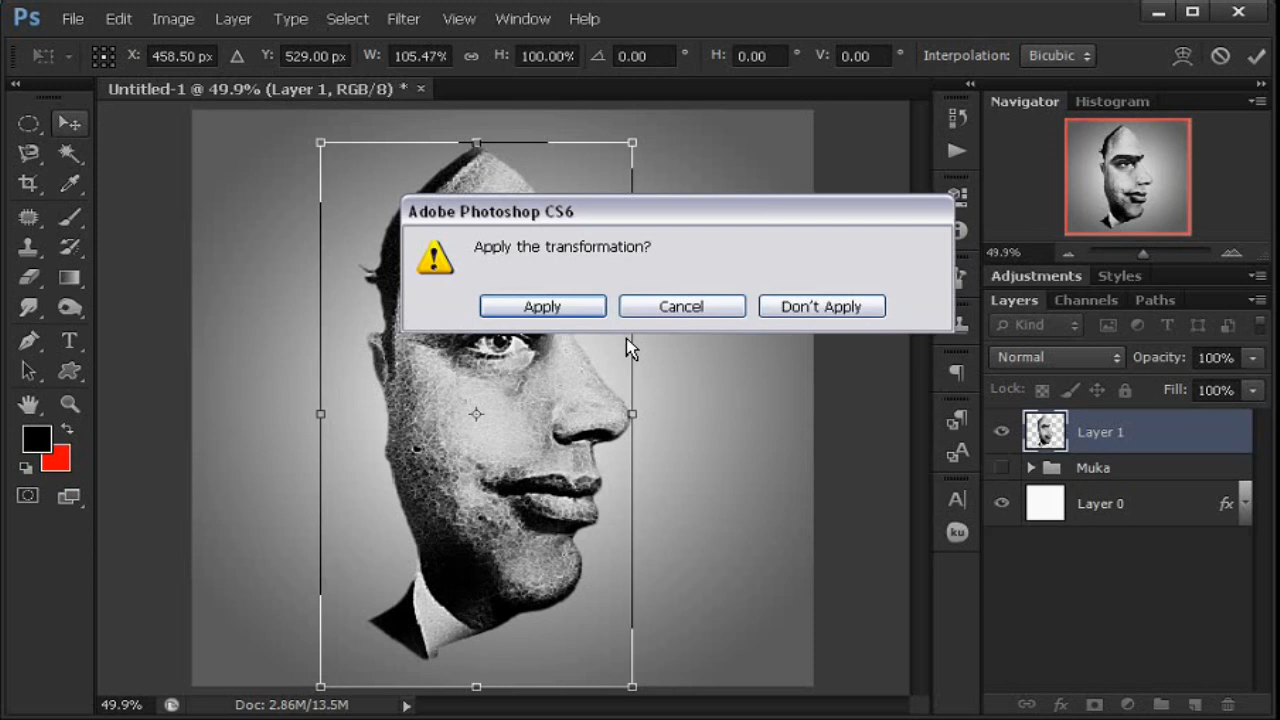 Ps File Edit Image Layer Type Select Filter View Window Help
X: 458.50 px Y: 529.00 px W: 105.47% H: 100.00% 0.00 ° H: 0.00 ° V: 0.00 ° Interpolation: Bicubic
Untitled-1 @ 49.9% (Layer 1, RGB/8) * ×
Navigator Histogram
49.9%
Adobe Photoshop CS6
Apply the transformation?
Apply Cancel Don't Apply
Adjustments Styles
Layers Channels Paths
Kind
Normal Opacity: 100%
Lock: Fill: 100%
Layer 1
Muka
Layer 0 fx
ku
49.9% Doc: 2.86M/13.5M
fx